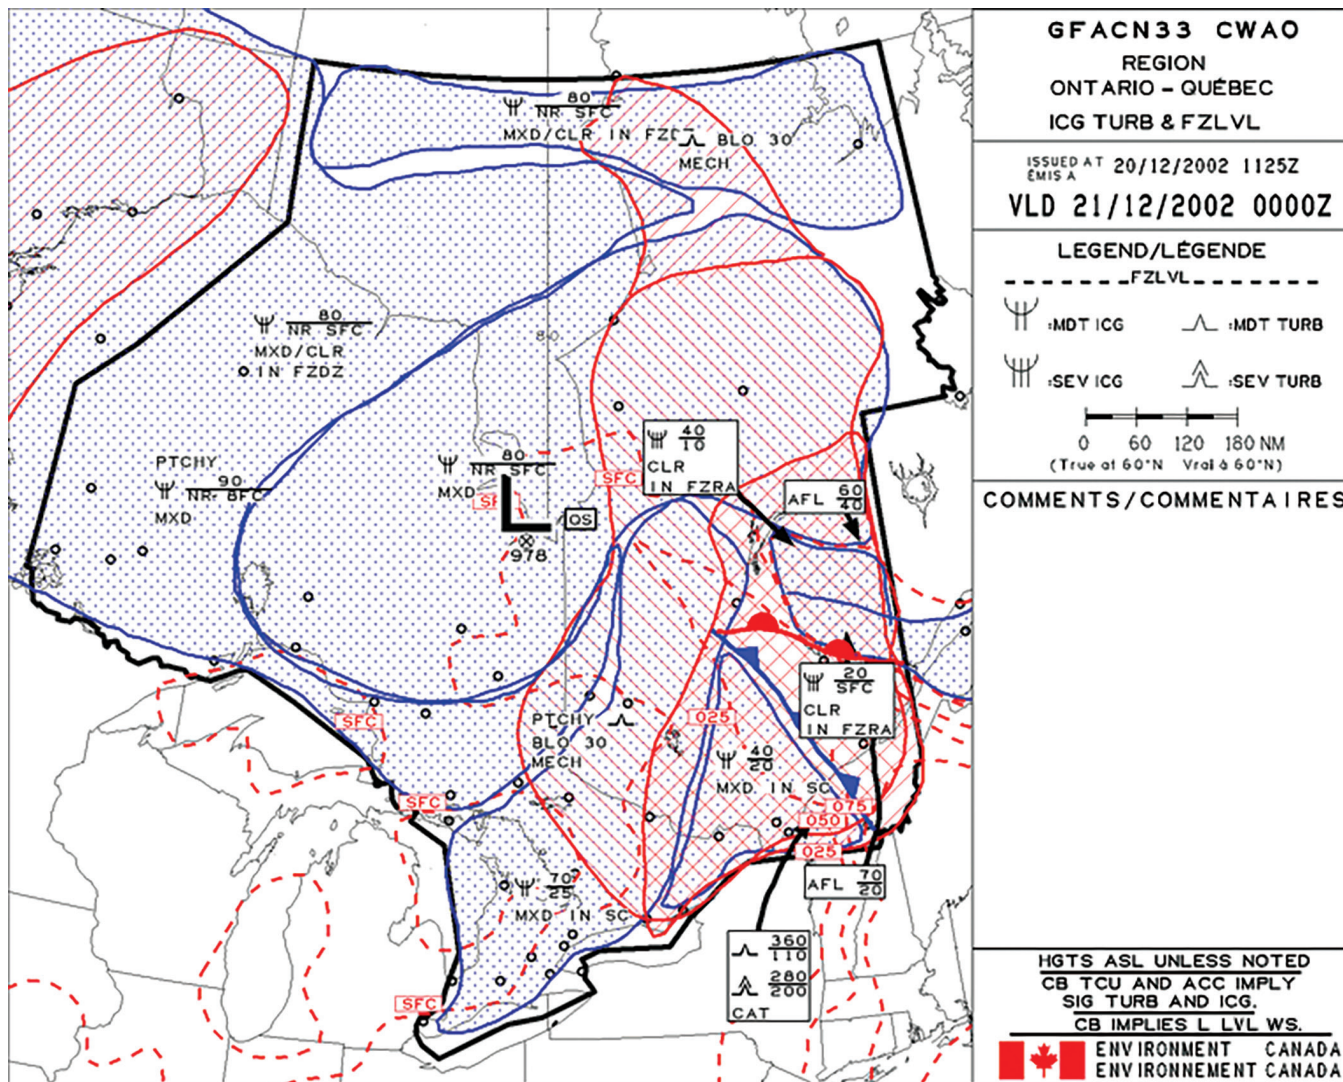 GFACN33 CWAO
REGION
ONTARIO - QUÉBEC
ICG TURB & FZLVL
ISSUED AT 20/12/2002 1125Z
ÉMIS A
VLD 21/12/2002 0000Z
LEGEND/LÉGENDE
FZLVL
:MDT ICG
:MDT TURB
:SEV ICG
:SEV TURB
0 60 120 180 NM
(True at 60°N Vrai à 60°N)
COMMENTS/COMMENTAIRES
HGTS ASL UNLESS NOTED
CB TCU AND ACC IMPLY
SIG TURB AND ICG.
CB IMPLIES L LVL WS.
ENVIRONMENT CANADA
ENVIRONNEMENT CANADA
80
NR SFC
MXD/CLR IN
BLO 30
MECH
80
NR SFC
MXD/CLR
IN FZDZ
80
PTCHY
90
MXD
80
NR SFC
MXD
QS
978
SFC
40
10
CLR
IN FZRA
AFL 60
40
20
SFC
CLR
IN FZRA
SFC
PTCHY
BLO 30
MECH
025
40
20
MXD IN SC
SFC
075
050
025
70
25
MXD IN SC
AFL 70
20
360
110
280
200
CAT
SFC